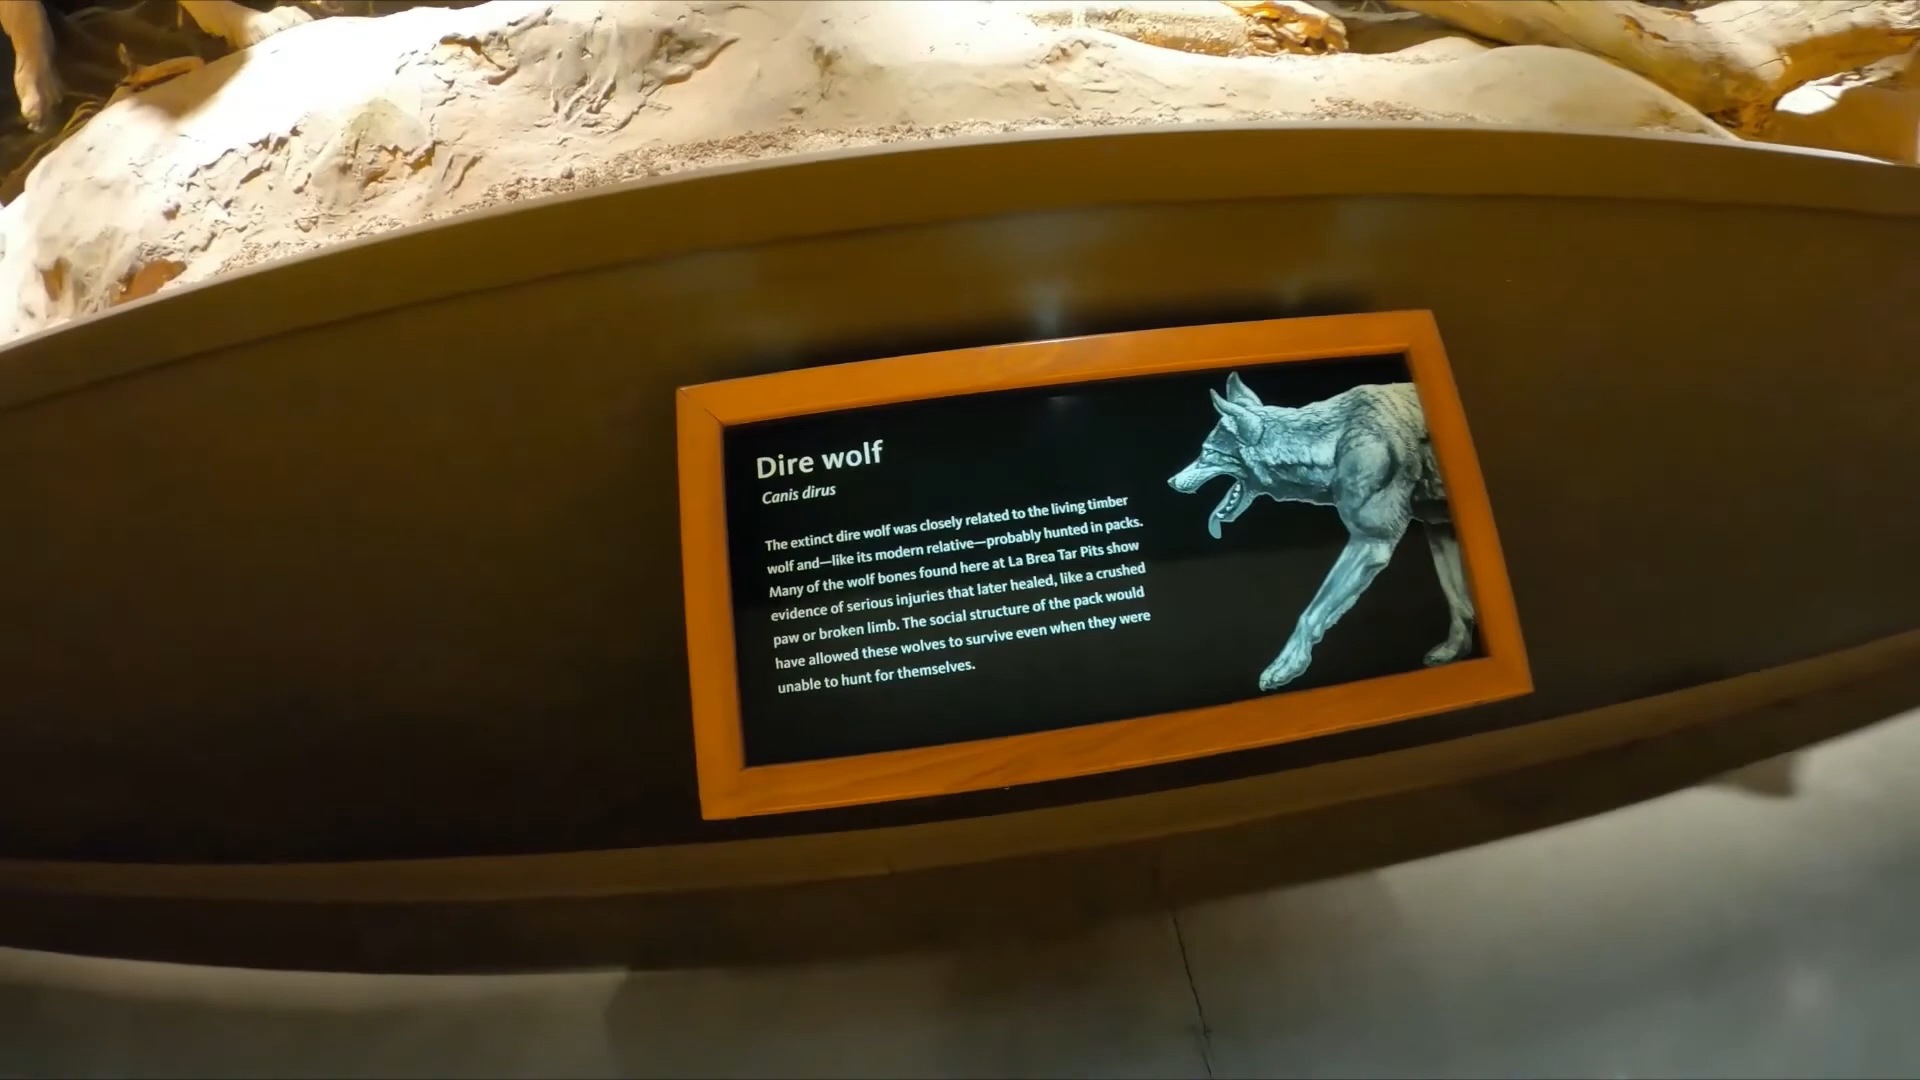 Dire wolf
Canis dirus
The extinct dire wolf was closely related to the living timber
wolf and—like its modern relative—probably hunted in packs.
Many of the wolf bones found here at La Brea Tar Pits show
evidence of serious injuries that later healed, like a crushed
paw or broken limb. The social structure of the pack would
have allowed these wolves to survive even when they were
unable to hunt for themselves.